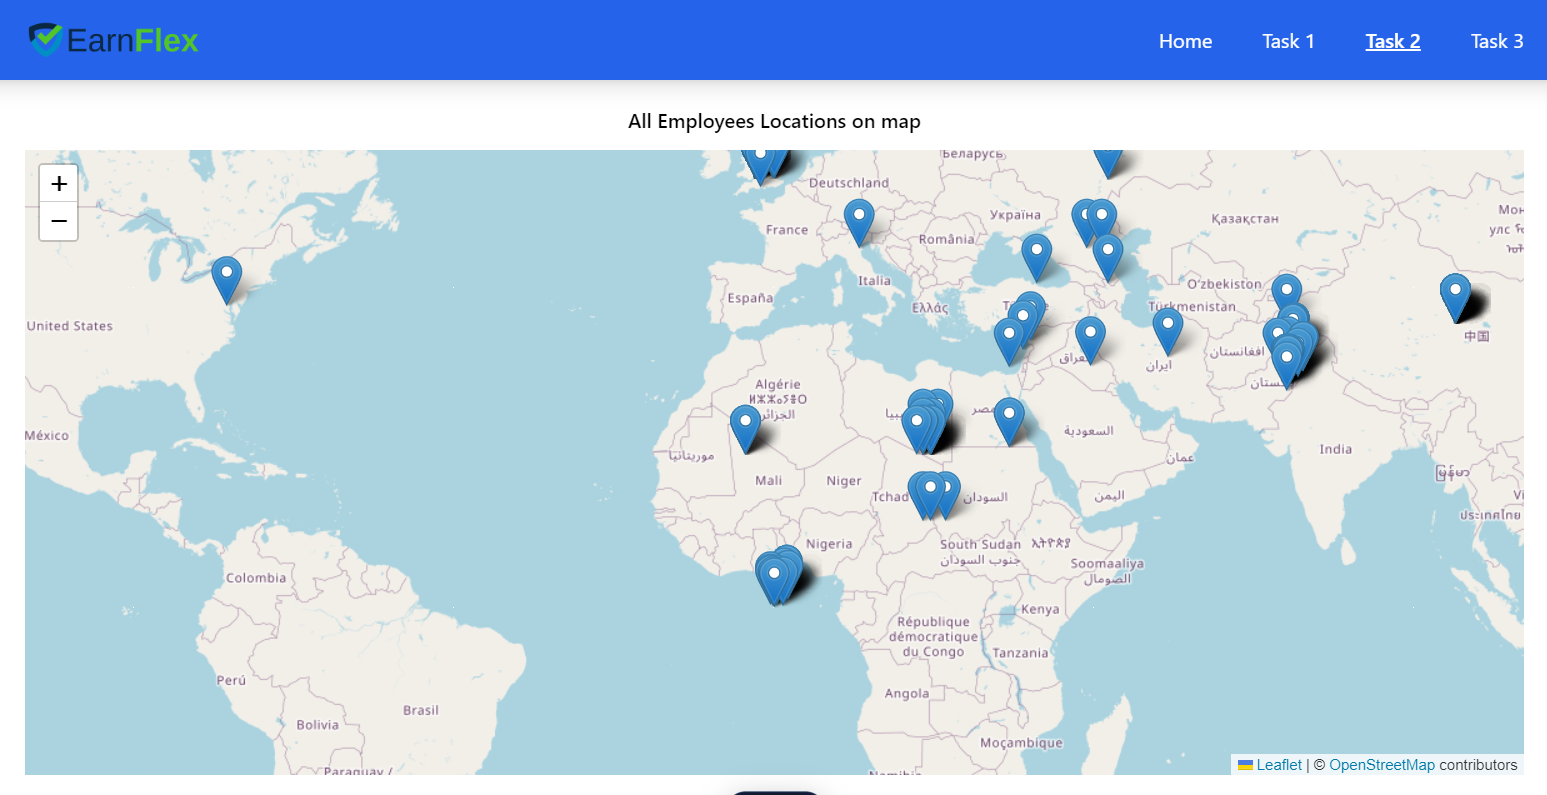 EarnFlex
Home Task 1 Task 2 Task 3
All Employees Locations on map
+
−
Беларусь
Deutschland
Україна
Қазақстан
France
România
Italia
O'zbekiston
España
Ελλάς
Türkmenistan
United States
中国
افغانستان
ایران
Algérie
ⵍⵣⵣⴰⵢⴻⵔ
الجزائر
مصر
السعودية
México
موريتانيا
Mali
Niger
Tchad
السودان
عمان
اليمن
India
Nigeria
South Sudan
جنوب السودان
Soomaaliya
الصومال
Colombia
Kenya
République
démocratique
du Congo
Tanzania
Perú
Brasil
Angola
Bolivia
Moçambique
Paraguay /
Namibia
Leaflet | © OpenStreetMap contributors